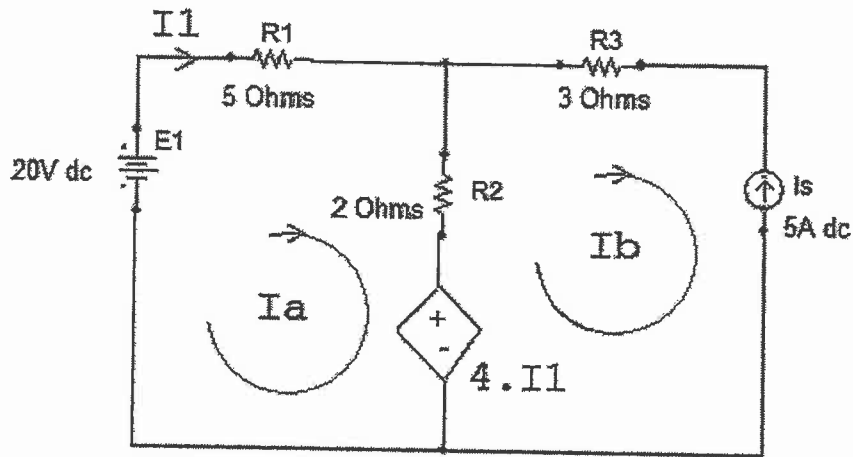 I1
R1
R3
5 Ohms
3 Ohms
E1
20V dc
R2
2 Ohms
Is
5A dc
Ia
Ib
+
-
4.I1